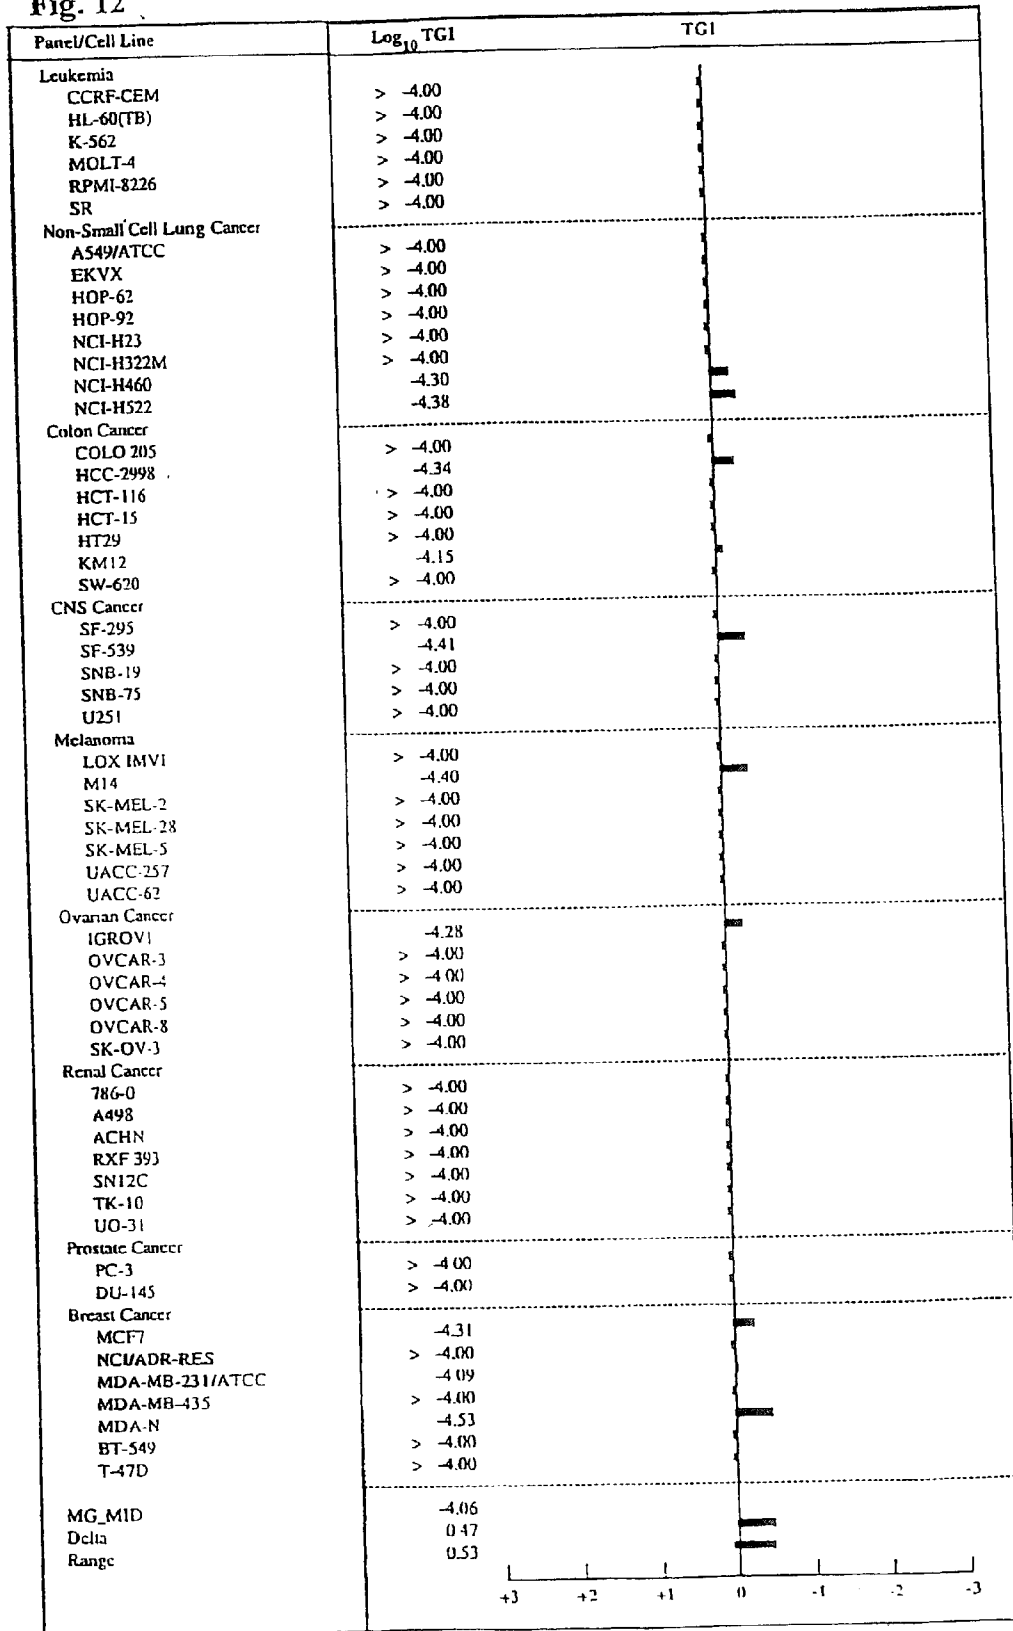 Fig. 12
Panel/Cell Line Log10 TGI TGI
Leukemia
CCRF-CEM > -4.00
HL-60(TB) > -4.00
K-562 > -4.00
MOLT-4 > -4.00
RPMI-8226 > -4.00
SR > -4.00
Non-Small Cell Lung Cancer
A549/ATCC > -4.00
EKVX > -4.00
HOP-62 > -4.00
HOP-92 > -4.00
NCI-H23 > -4.00
NCI-H322M > -4.00
NCI-H460 -4.30
NCI-H522 -4.38
Colon Cancer
COLO 205 > -4.00
HCC-2998 -4.34
HCT-116 > -4.00
HCT-15 > -4.00
HT29 > -4.00
KM12 -4.15
SW-620 > -4.00
CNS Cancer
SF-295 > -4.00
SF-539 -4.41
SNB-19 > -4.00
SNB-75 > -4.00
U251 > -4.00
Melanoma
LOX IMVI > -4.00
M14 -4.40
SK-MEL-2 > -4.00
SK-MEL-28 > -4.00
SK-MEL-5 > -4.00
UACC-257 > -4.00
UACC-62 > -4.00
Ovarian Cancer
IGROV1 -4.28
OVCAR-3 > -4.00
OVCAR-4 > -4.00
OVCAR-5 > -4.00
OVCAR-8 > -4.00
SK-OV-3 > -4.00
Renal Cancer
786-0 > -4.00
A498 > -4.00
ACHN > -4.00
RXF 393 > -4.00
SN12C > -4.00
TK-10 > -4.00
UO-31 > -4.00
Prostate Cancer
PC-3 > -4.00
DU-145 > -4.00
Breast Cancer
MCF7 -4.31
NCI/ADR-RES > -4.00
MDA-MB-231/ATCC -4.09
MDA-MB-435 > -4.00
MDA-N -4.53
BT-549 > -4.00
T-47D > -4.00
MG_MID -4.06
Delta 0.47
Range 0.53
+3 +2 +1 0 -1 -2 -3